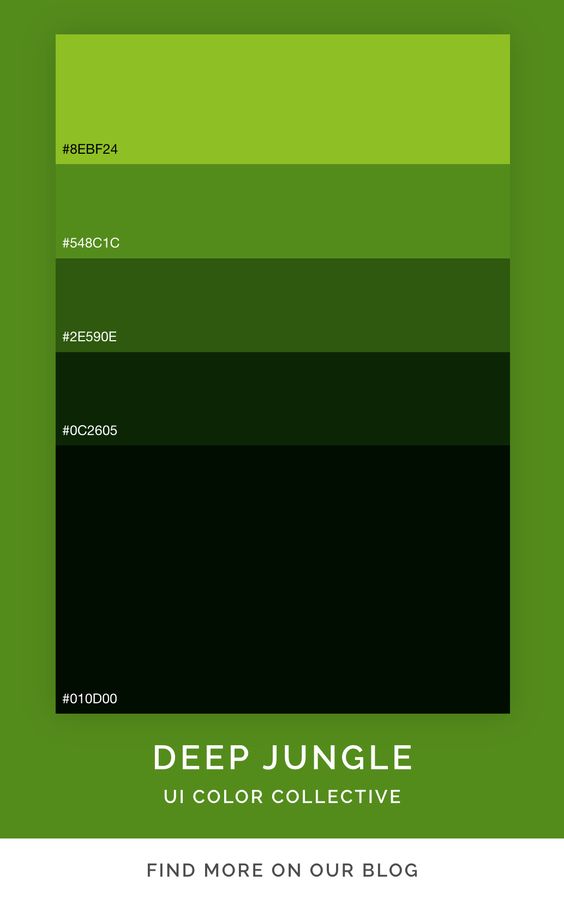 #8EBF24
#548C1C
#2E590E
#0C2605
#010D00
DEEP JUNGLE
UI COLOR COLLECTIVE
FIND MORE ON OUR BLOG